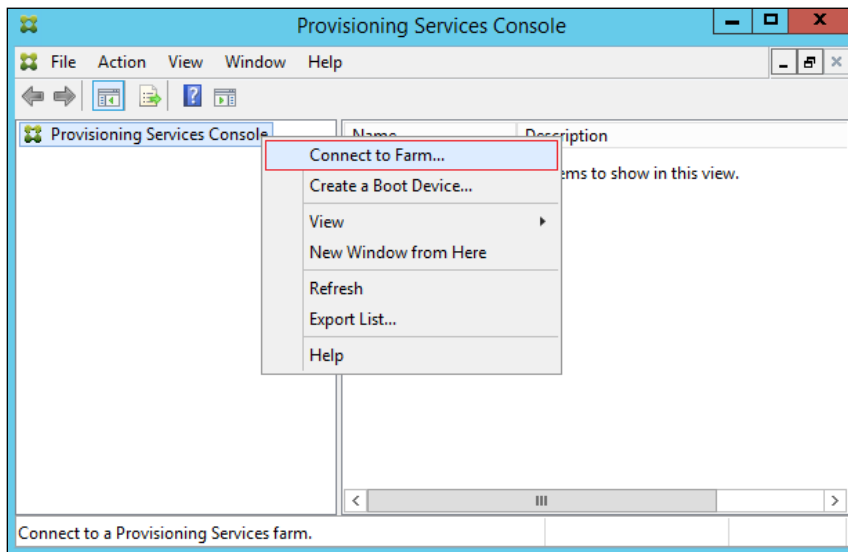 Provisioning Services Console
File Action View Window Help
Provisioning Services Console
Name Description
Connect to Farm...
ems to show in this view.
Create a Boot Device...
View
New Window from Here
Refresh
Export List...
Help
Connect to a Provisioning Services farm.